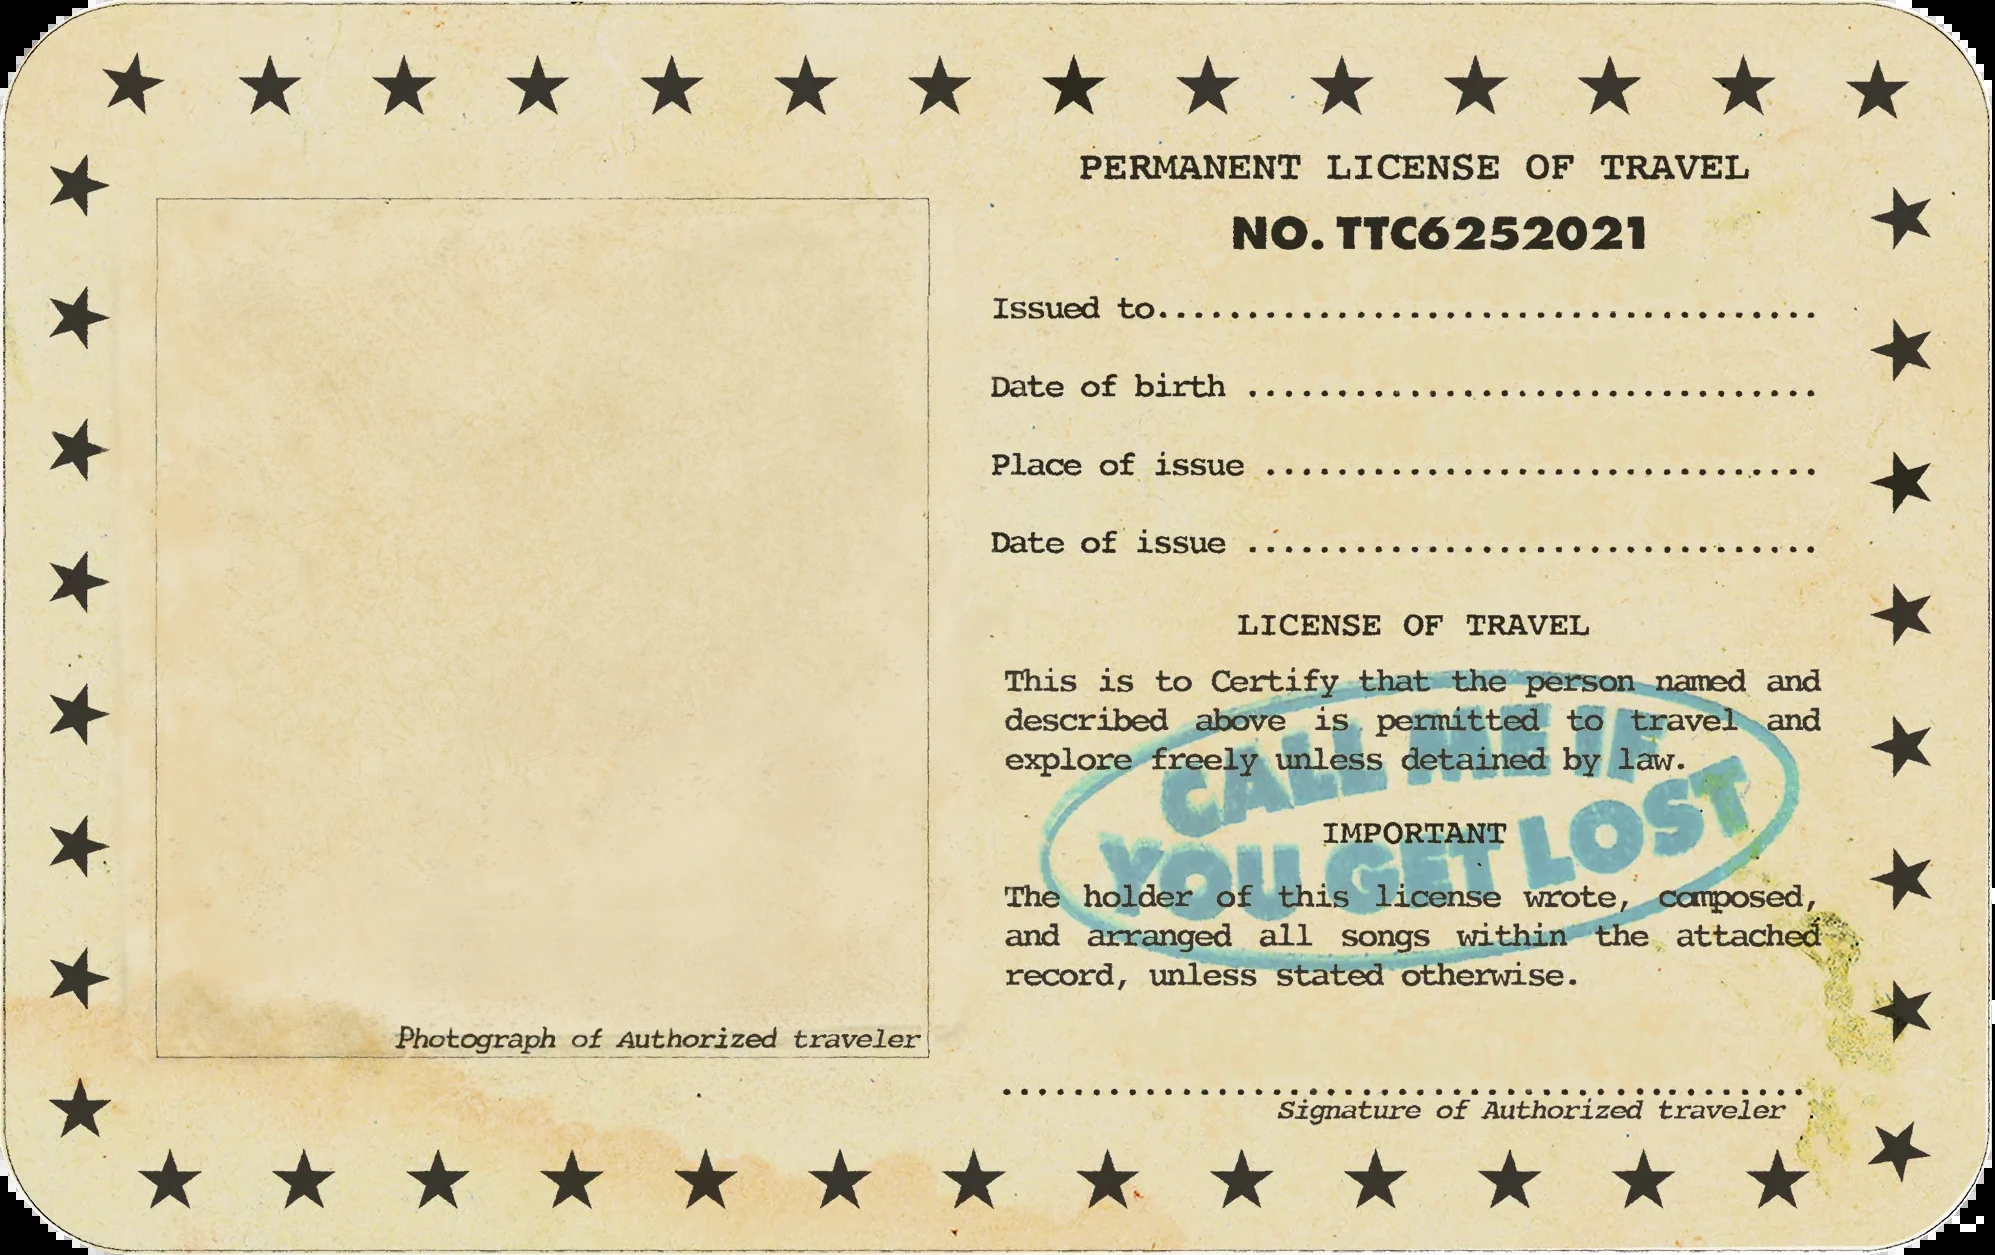 PERMANENT LICENSE OF TRAVEL
NO. TTC6252021
Issued to..................................... 
Date of birth ................................
Place of issue ...............................
Date of issue ................................
LICENSE OF TRAVEL
This is to Certify that the person named and
described above is permitted to travel and
explore freely unless detained by law.
CALL ME IF
YOU GET LOST
IMPORTANT
The holder of this license wrote, composed,
and arranged all songs within the attached
record, unless stated otherwise.
Photograph of Authorized traveler
.............................................
Signature of Authorized traveler